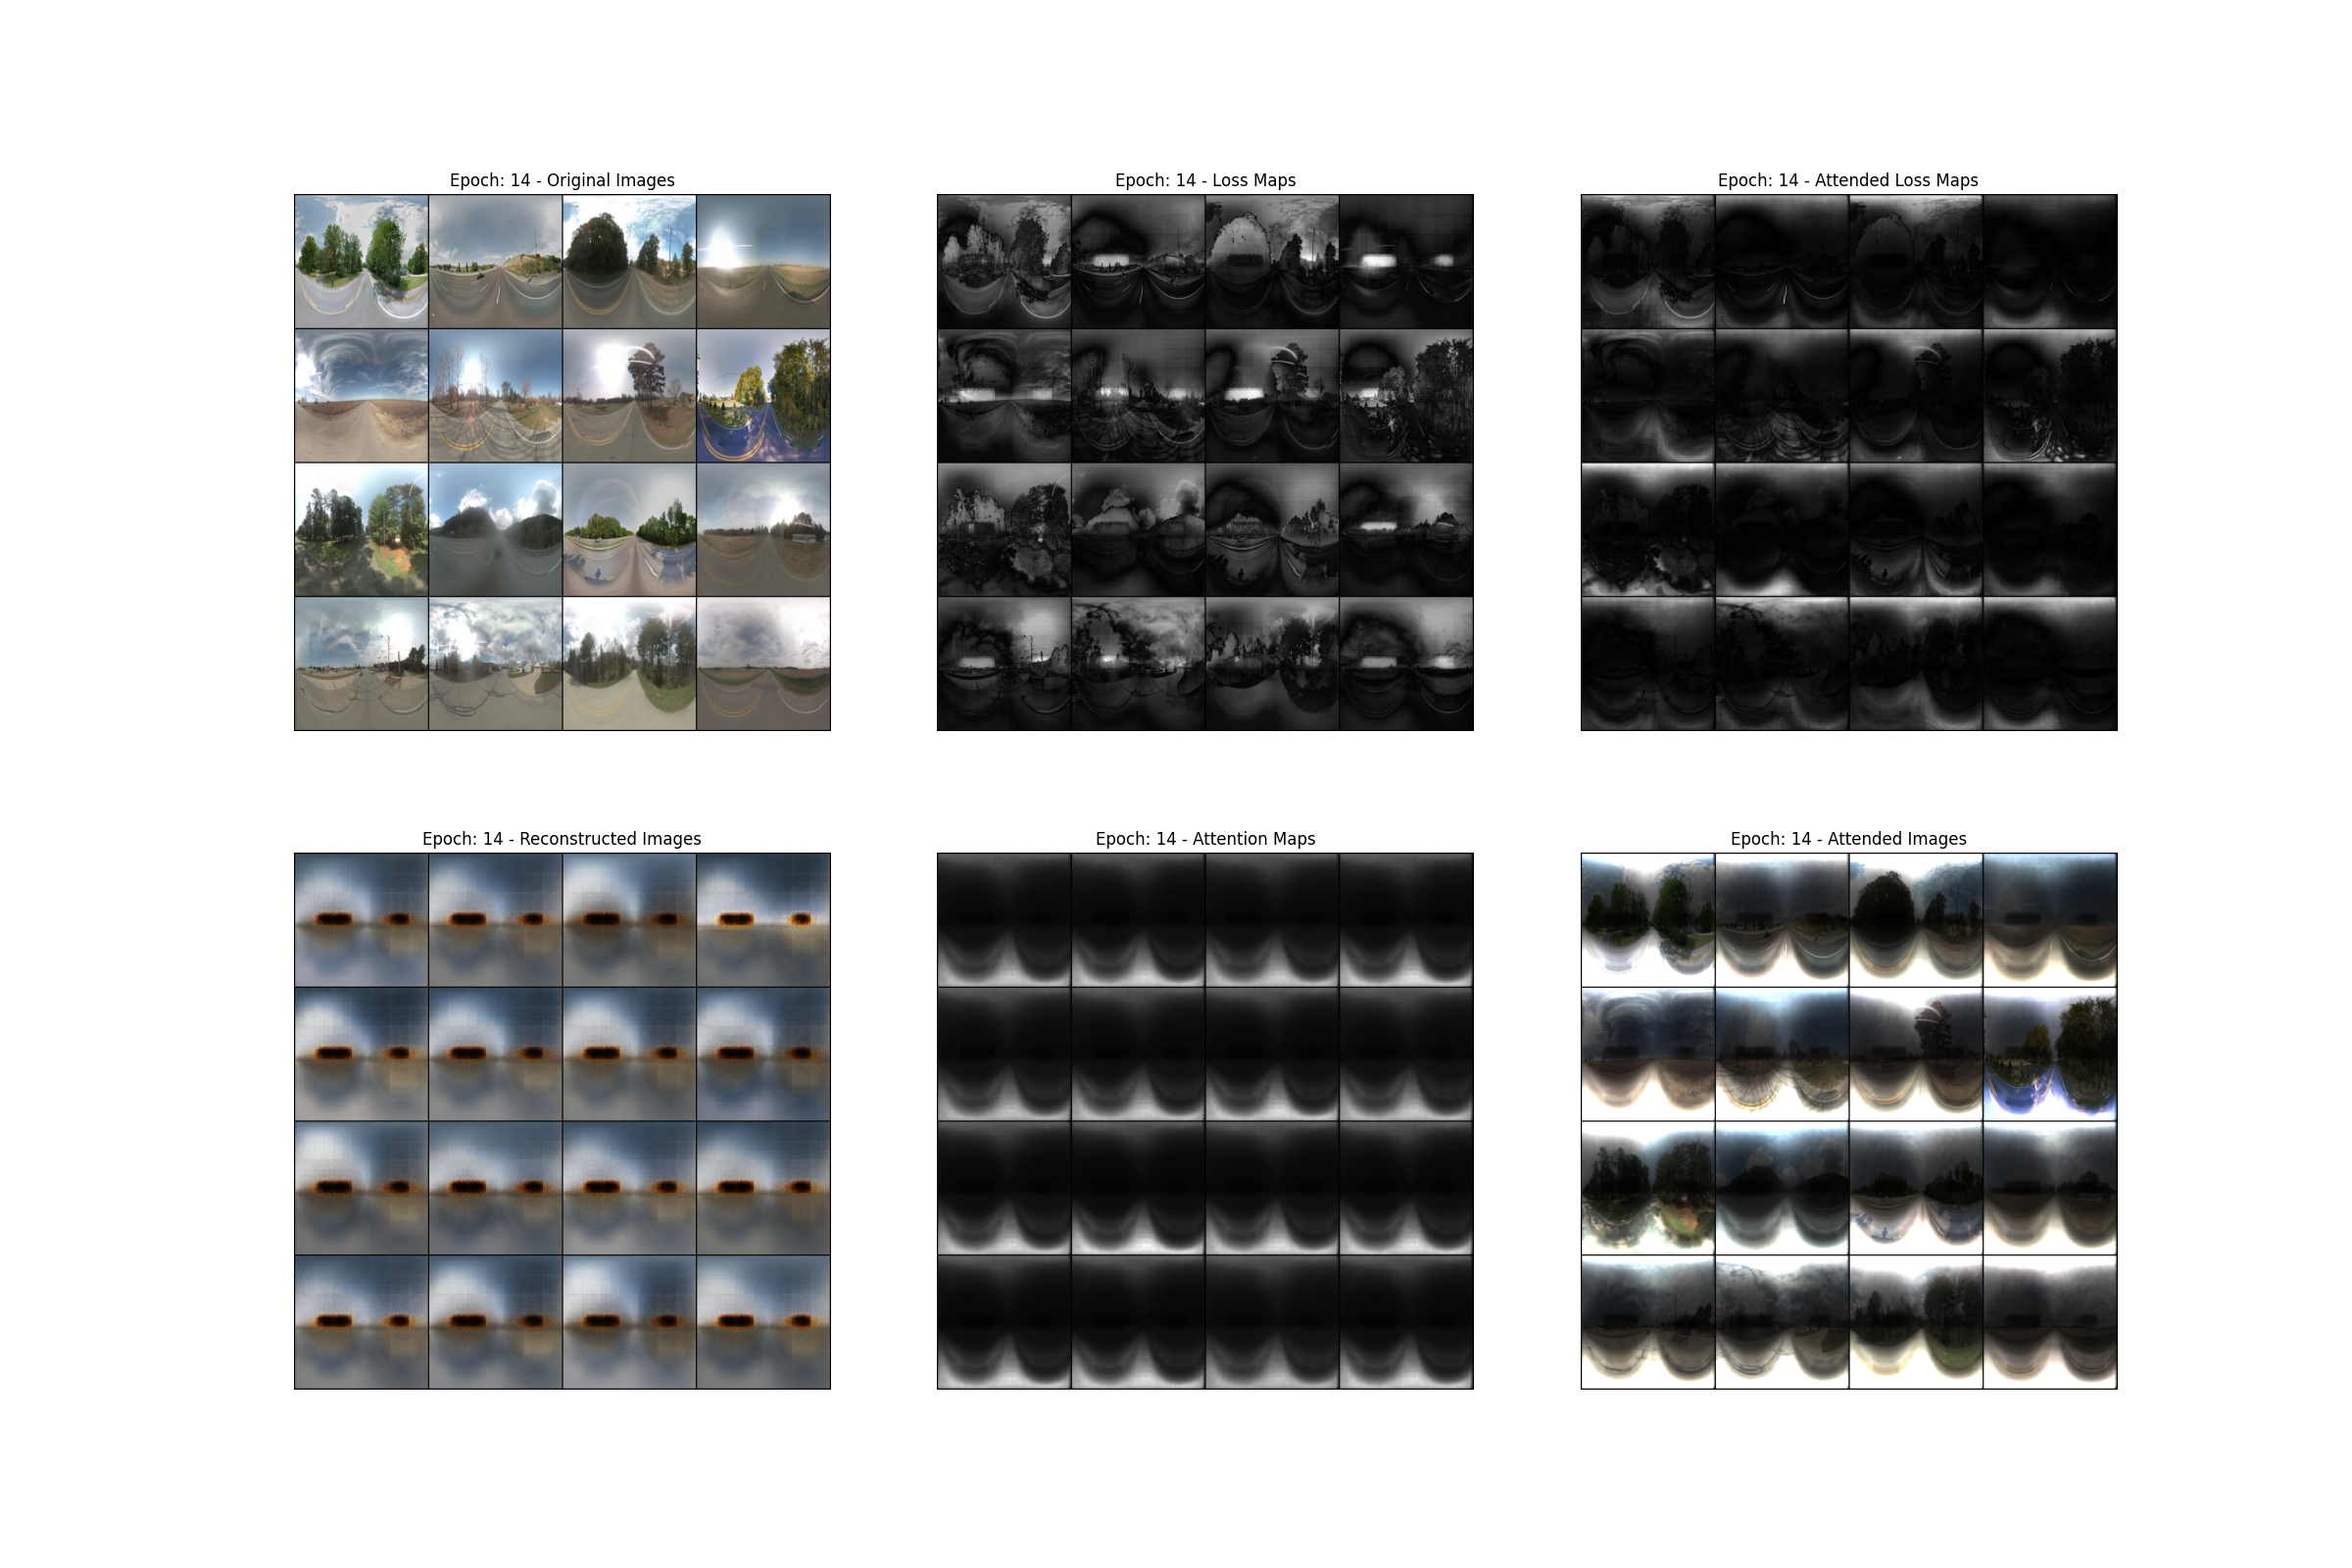 Epoch: 14 - Original Images
Epoch: 14 - Loss Maps
Epoch: 14 - Attended Loss Maps
Epoch: 14 - Reconstructed Images
Epoch: 14 - Attention Maps
Epoch: 14 - Attended Images